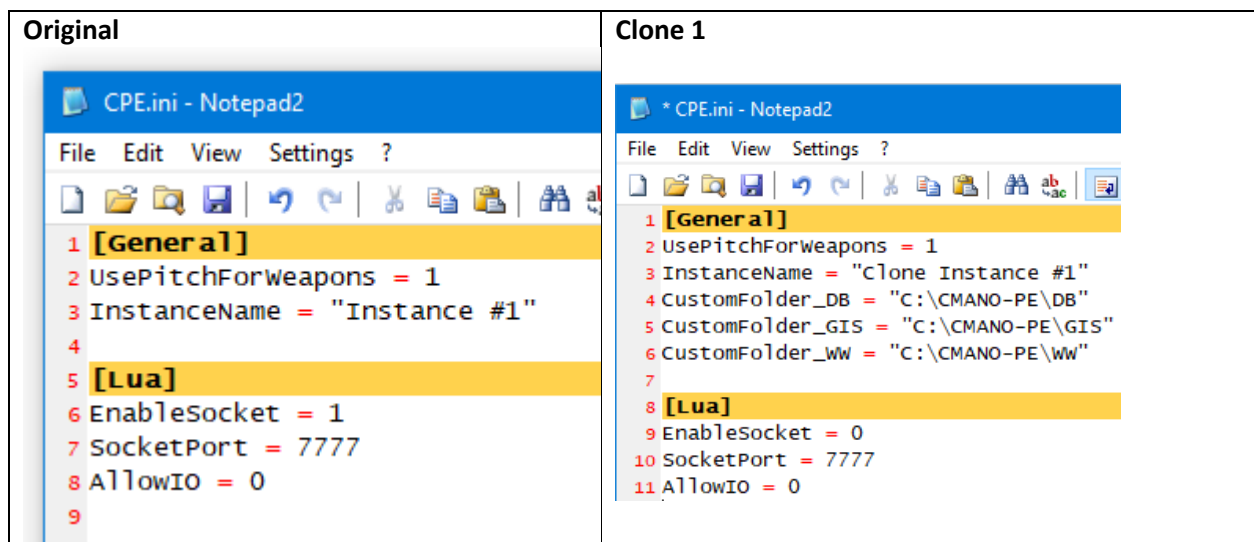 Original
CPE.ini - Notepad2
File Edit View Settings ?
1 [General]
2 UsePitchForWeapons = 1
3 InstanceName = "Instance #1"
4
5 [Lua]
6 EnableSocket = 1
7 SocketPort = 7777
8 AllowIO = 0
9
Clone 1
* CPE.ini - Notepad2
File Edit View Settings ?
1 [General]
2 UsePitchForWeapons = 1
3 InstanceName = "Clone Instance #1"
4 CustomFolder_DB = "C:\CMANO-PE\DB"
5 CustomFolder_GIS = "C:\CMANO-PE\GIS"
6 CustomFolder_WW = "C:\CMANO-PE\WW"
7
8 [Lua]
9 EnableSocket = 0
10 SocketPort = 7777
11 AllowIO = 0